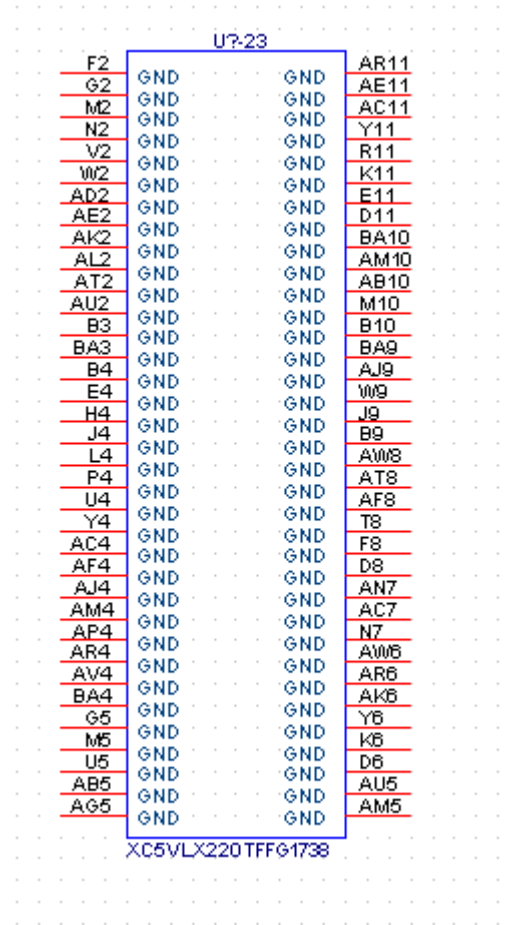 U?-23
F2 GND GND AR11
G2 GND GND AE11
M2 GND GND AC11
N2 GND GND Y11
V2 GND GND R11
W2 GND GND K11
AD2 GND GND E11
AE2 GND GND D11
AK2 GND GND BA10
AL2 GND GND AM10
AT2 GND GND AB10
AU2 GND GND M10
B3 GND GND B10
BA3 GND GND BA9
B4 GND GND AJ9
E4 GND GND W9
H4 GND GND J9
J4 GND GND B9
L4 GND GND AW8
P4 GND GND AT8
U4 GND GND AF8
Y4 GND GND T8
AC4 GND GND F8
AF4 GND GND D8
AJ4 GND GND AN7
AM4 GND GND AC7
AP4 GND GND N7
AR4 GND GND AW6
AV4 GND GND AR6
BA4 GND GND AK6
G5 GND GND Y6
M5 GND GND K6
U5 GND GND D6
AB5 GND GND AU5
AG5 GND GND AM5
XC5VLX220TFFG1738